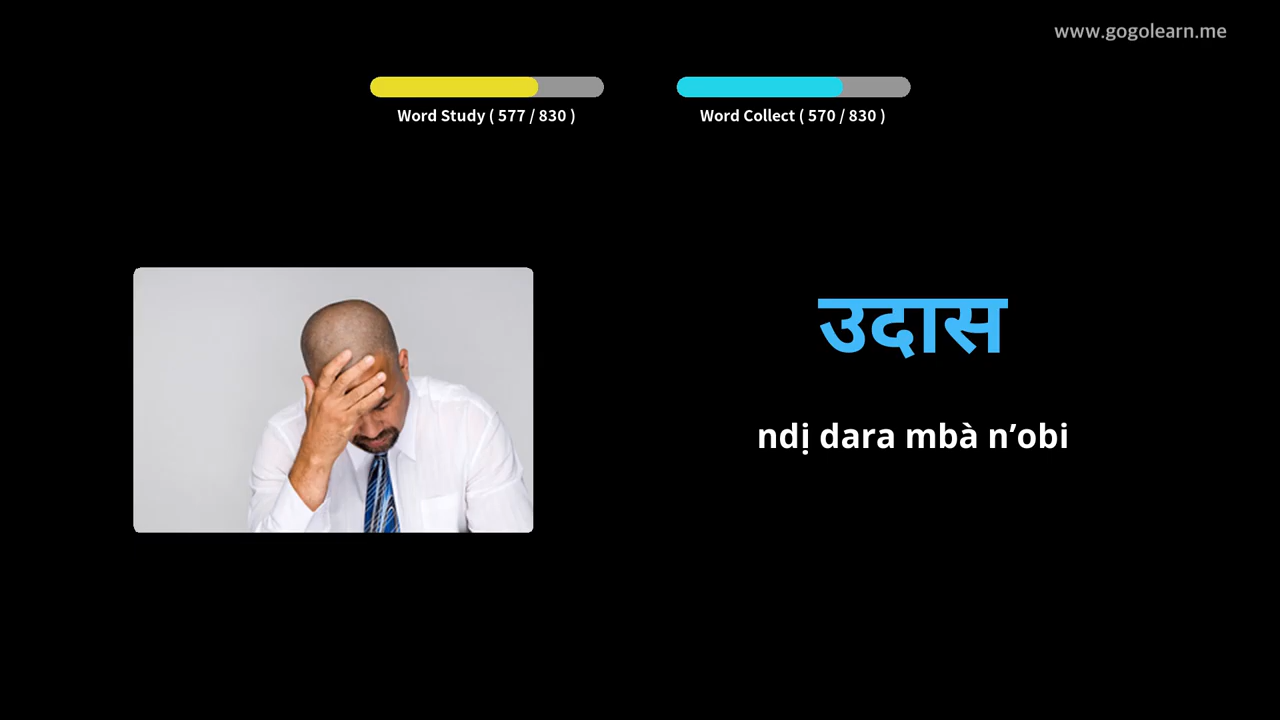 www.gogolearn.me
Word Study ( 577 / 830 )
Word Collect ( 570 / 830 )
उदास
ndị dara mbà n’obi